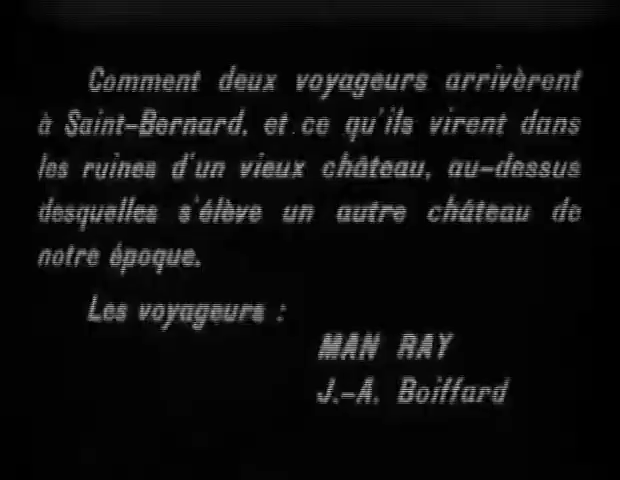 Comment deux voyageurs arrivèrent
à Saint-Bernard, et ce qu'ils virent dans
les ruines d'un vieux château, au-dessus
desquelles s'élève un autre château de
notre époque.
Les voyageurs :
MAN RAY
J.-A. Boiffard